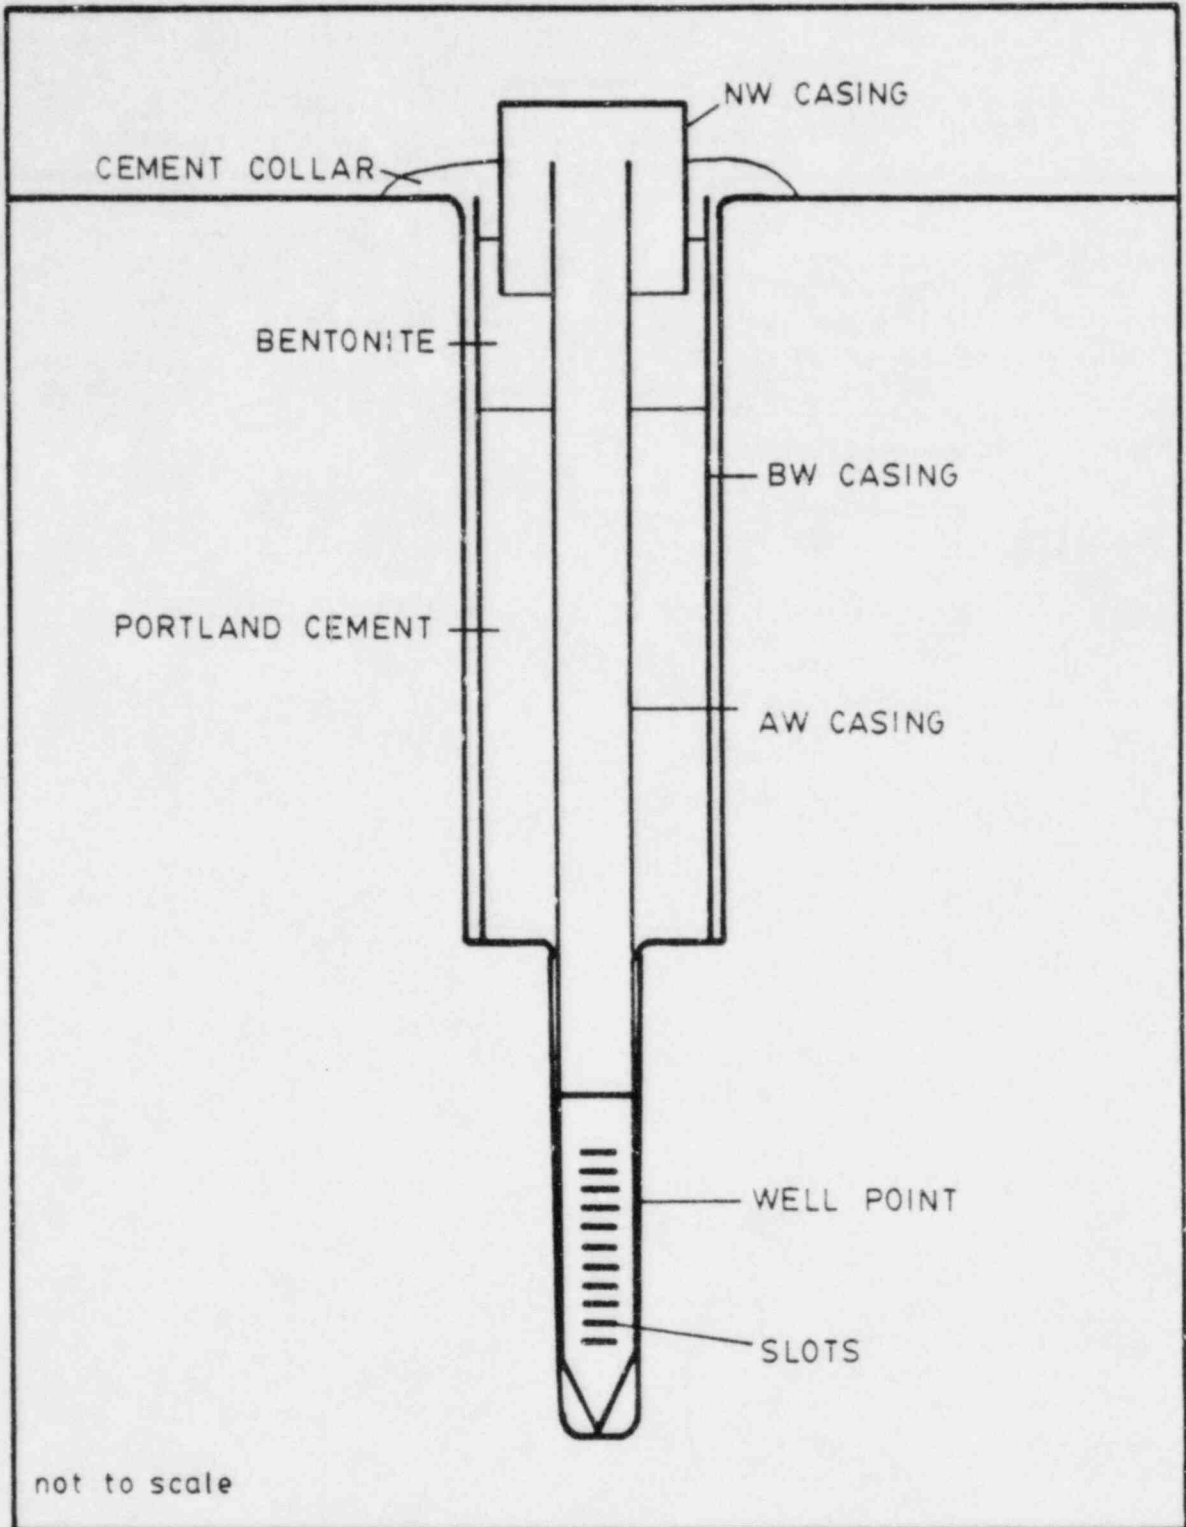 NW CASING
CEMENT COLLAR
BENTONITE
BW CASING
PORTLAND CEMENT
AW CASING
WELL POINT
SLOTS
not to scale